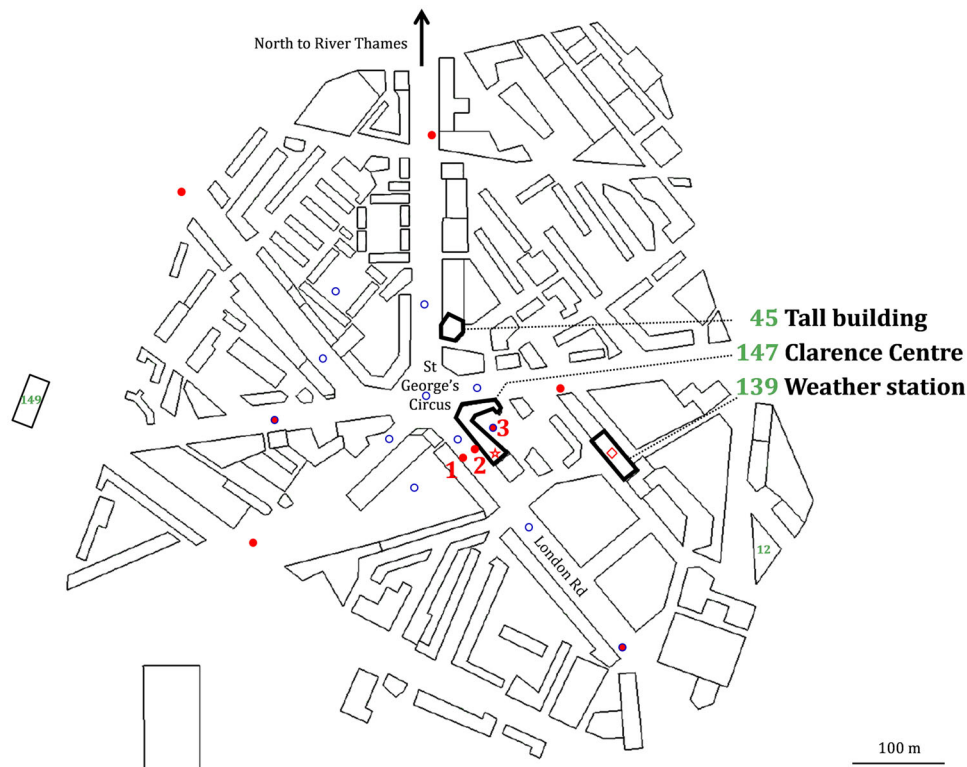 North to River Thames
45 Tall building
147 Clarence Centre
139 Weather station
St
George's
Circus
149
3
1
2
12
London Rd
100 m